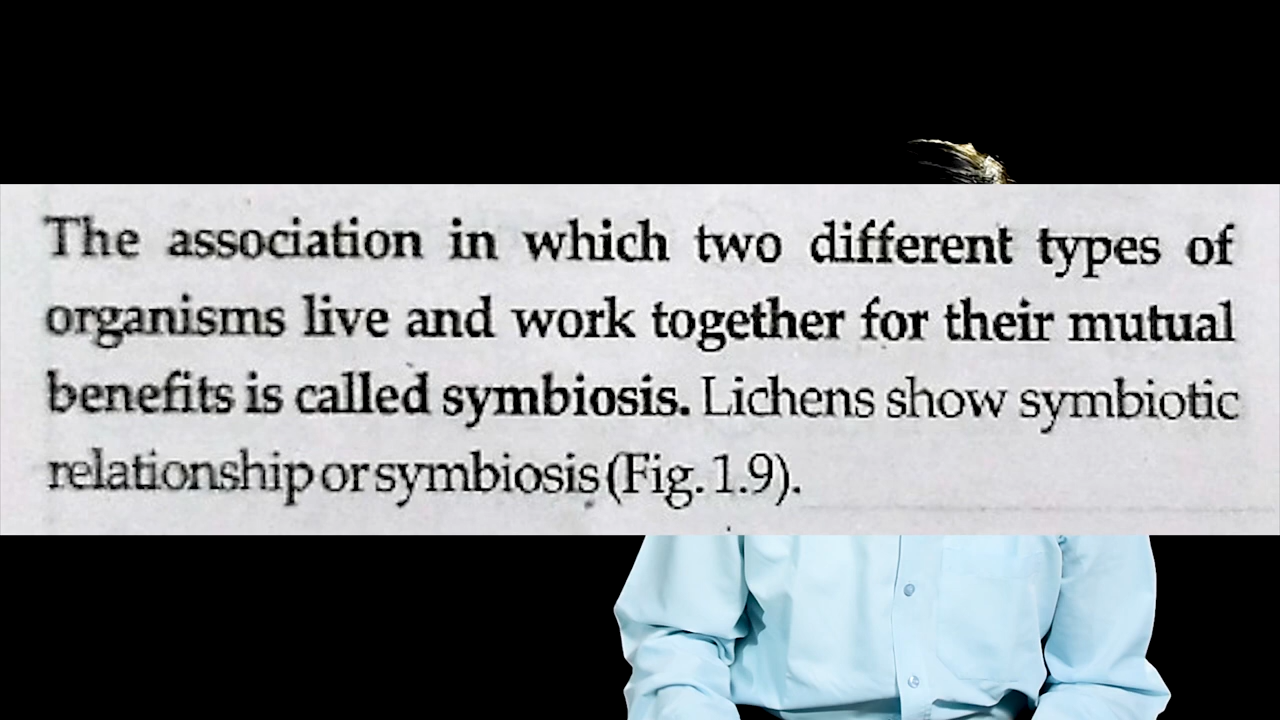 The association in which two different types of
organisms live and work together for their mutual
benefits is called symbiosis. Lichens show symbiotic
relationship or symbiosis (Fig. 1.9).